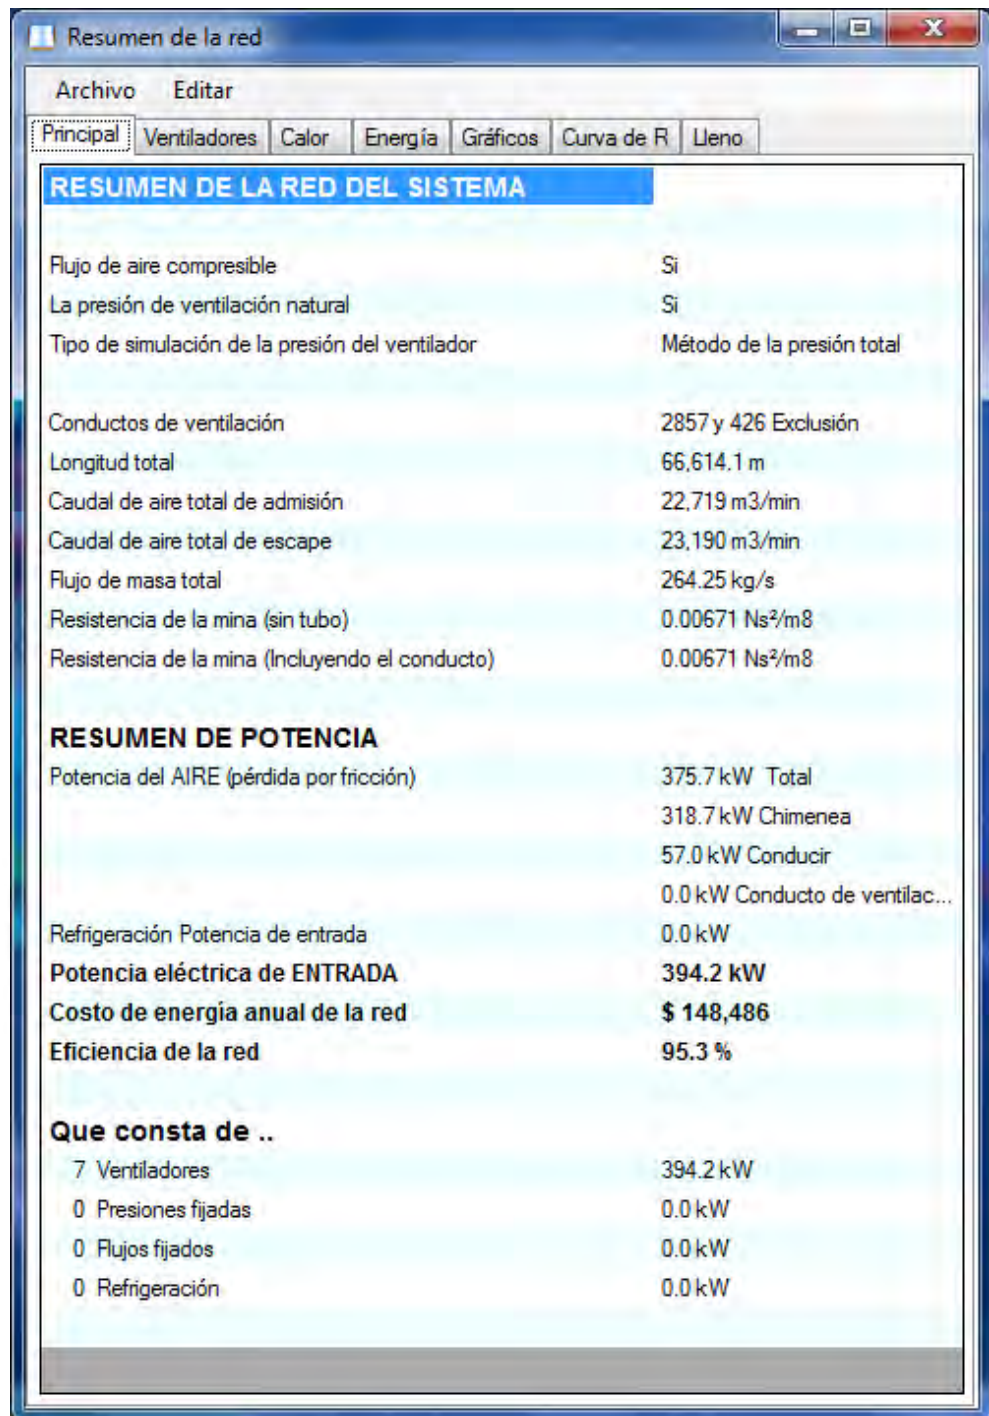 Resumen de la red
Archivo Editar
Principal Ventiladores Calor Energía Gráficos Curva de R Lleno
RESUMEN DE LA RED DEL SISTEMA
Flujo de aire compresible Si
La presión de ventilación natural Si
Tipo de simulación de la presión del ventilador Método de la presión total
Conductos de ventilación 2857 y 426 Exclusión
Longitud total 66,614.1 m
Caudal de aire total de admisión 22,719 m3/min
Caudal de aire total de escape 23,190 m3/min
Flujo de masa total 264.25 kg/s
Resistencia de la mina (sin tubo) 0.00671 Ns²/m8
Resistencia de la mina (Incluyendo el conducto) 0.00671 Ns²/m8
RESUMEN DE POTENCIA
Potencia del AIRE (pérdida por fricción) 375.7 kW Total
318.7 kW Chimenea
57.0 kW Conducir
0.0 kW Conducto de ventilac...
Refrigeración Potencia de entrada 0.0 kW
Potencia eléctrica de ENTRADA 394.2 kW
Costo de energía anual de la red $ 148,486
Eficiencia de la red 95.3 %
Que consta de ..
7 Ventiladores 394.2 kW
0 Presiones fijadas 0.0 kW
0 Flujos fijados 0.0 kW
0 Refrigeración 0.0 kW